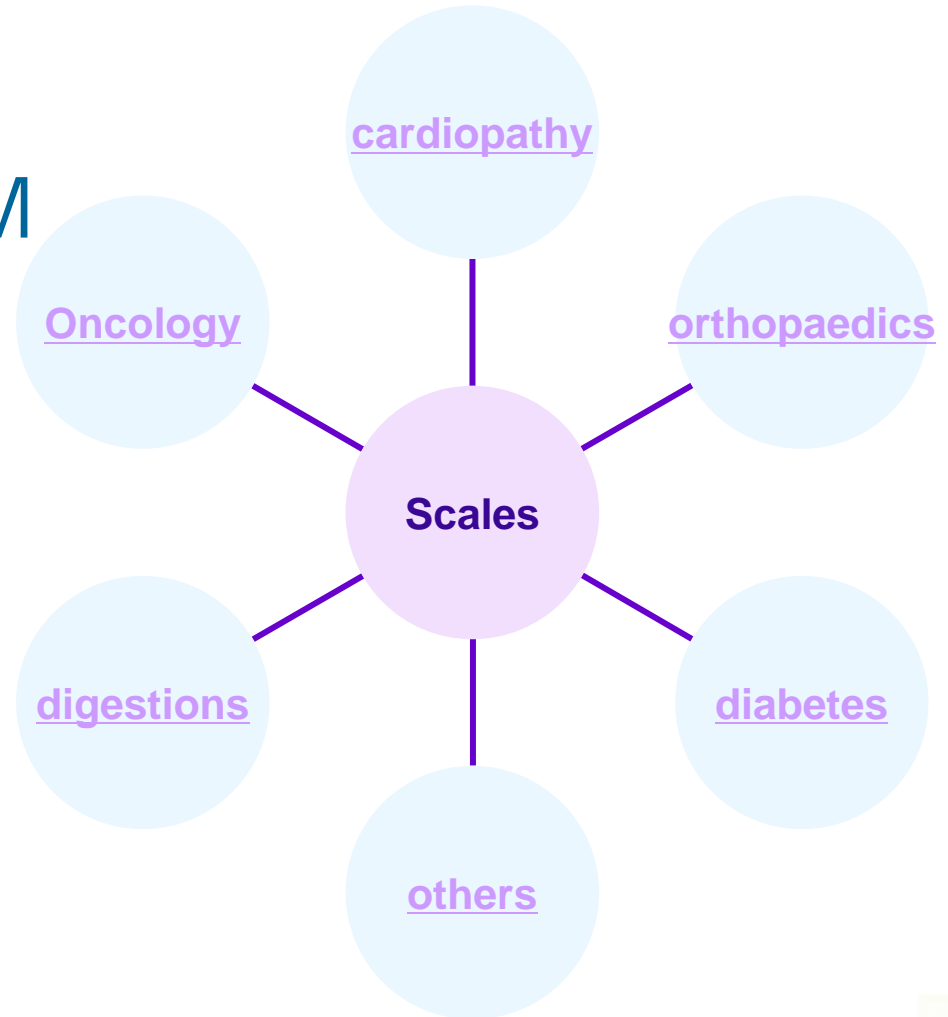 cardiopathy
M
Oncology
orthopaedics
Scales
digestions
diabetes
others